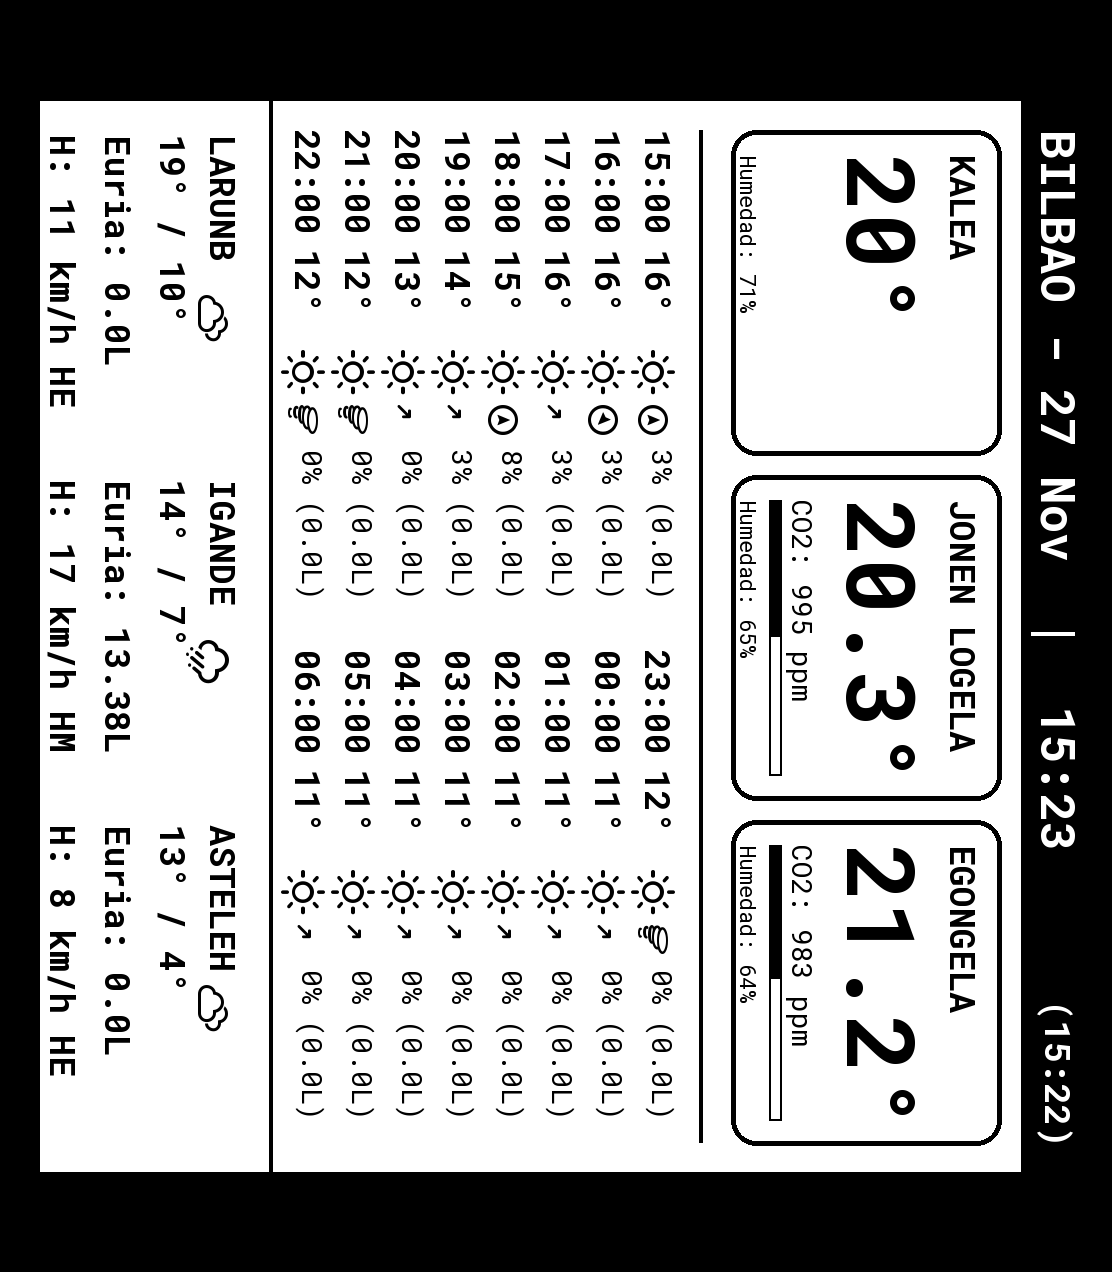 BILBAO - 27 Nov | 15:23 (15:22)
KALEA
20°
Humedad: 71%
JONEN LOGELA
20.3°
CO2: 995 ppm
Humedad: 65%
EGONGELA
21.2°
CO2: 983 ppm
Humedad: 64%
15:00 16° 3% (0.0L)
16:00 16° 3% (0.0L)
17:00 16° 3% (0.0L)
18:00 15° 8% (0.0L)
19:00 14° 3% (0.0L)
20:00 13° 0% (0.0L)
21:00 12° 0% (0.0L)
22:00 12° 0% (0.0L)
23:00 12° 0% (0.0L)
00:00 11° 0% (0.0L)
01:00 11° 0% (0.0L)
02:00 11° 0% (0.0L)
03:00 11° 0% (0.0L)
04:00 11° 0% (0.0L)
05:00 11° 0% (0.0L)
06:00 11° 0% (0.0L)
LARUNB
19° / 10°
Euria: 0.0L
H: 11 km/h HE
IGANDE
14° / 7°
Euria: 13.38L
H: 17 km/h HM
ASTELEH
13° / 4°
Euria: 0.0L
H: 8 km/h HE